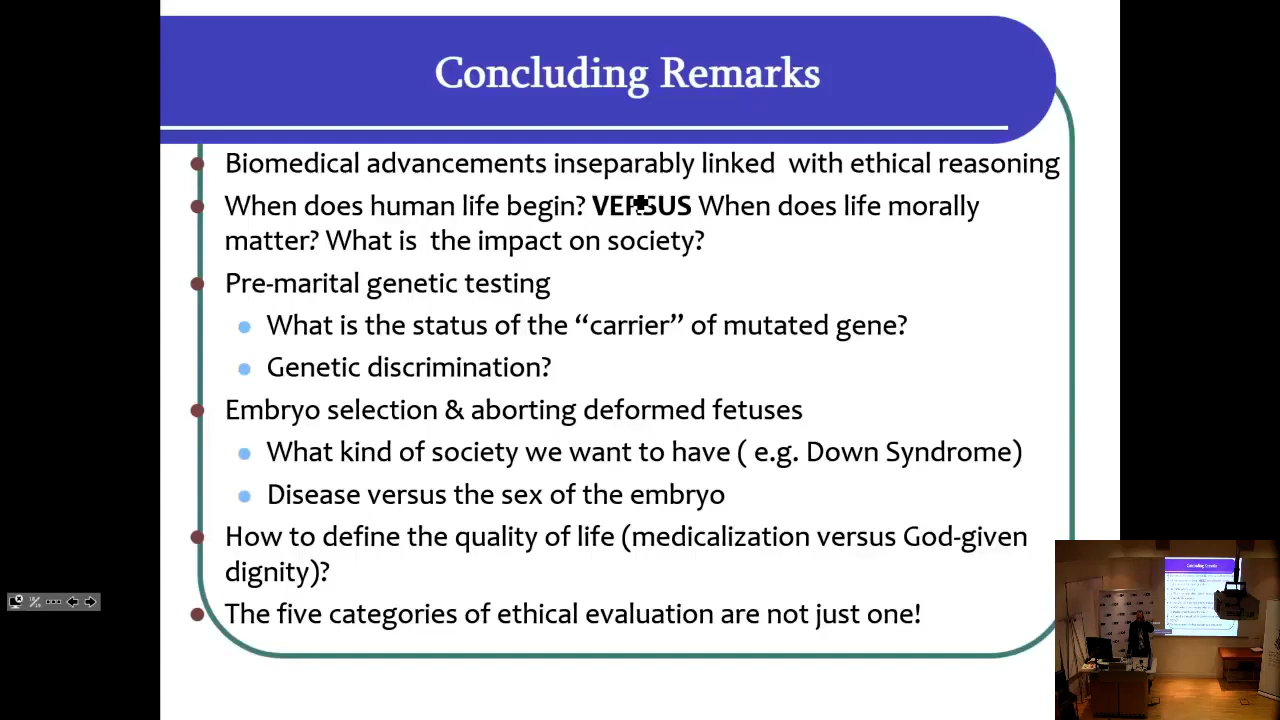 Concluding Remarks
Biomedical advancements inseparably linked with ethical reasoning
When does human life begin? VERSUS When does life morally
matter? What is the impact on society?
Pre-marital genetic testing
What is the status of the “carrier” of mutated gene?
Genetic discrimination?
Embryo selection & aborting deformed fetuses
What kind of society we want to have ( e.g. Down Syndrome)
Disease versus the sex of the embryo
How to define the quality of life (medicalization versus God-given
dignity)?
The five categories of ethical evaluation are not just one!
Concluding Remarks